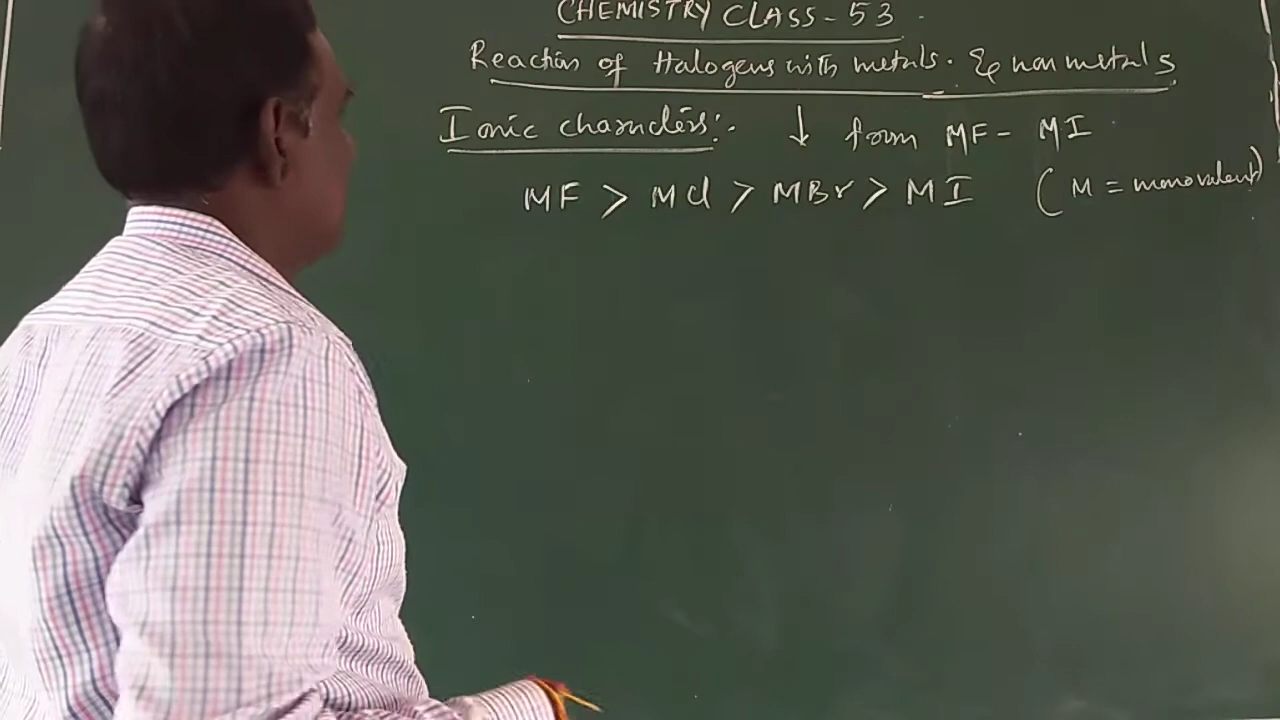 CHEMISTRY CLASS - 53
Reaction of Halogens with metals. & non metals
Ionic characters:- ↓ from MF - MI
MF > MCl > MBr > MI (M = monovalent)